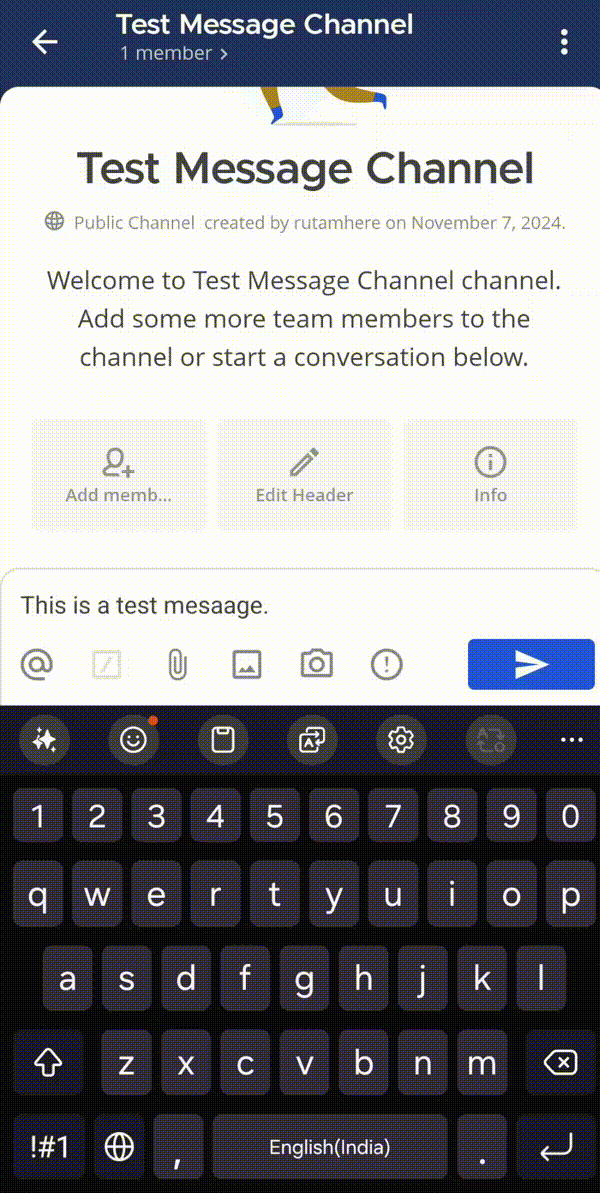 Test Message Channel
1 member >
Test Message Channel
Public Channel created by rutamhere on November 7, 2024.
Welcome to Test Message Channel channel.
Add some more team members to the
channel or start a conversation below.
Add memb... Edit Header Info
This is a test mesaage.
1 2 3 4 5 6 7 8 9 0
q w e r t y u i o p
a s d f g h j k l
z x c v b n m
!#1 , English(India) .